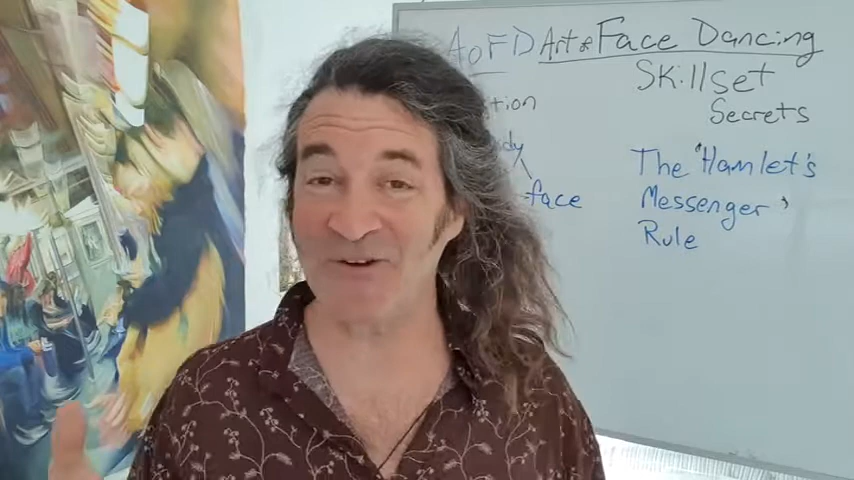 AoFD Art of Face Dancing
Skillset
Secrets
face
The 'Hamlet's
Messenger'
Rule